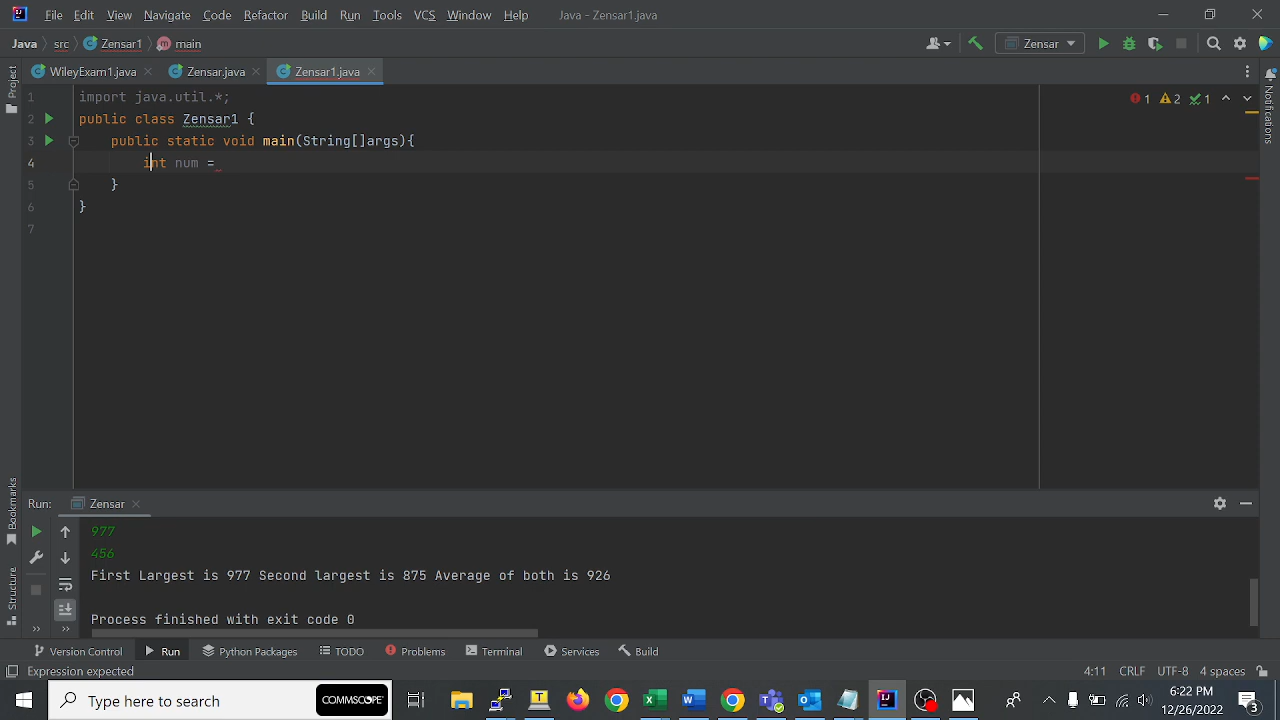 File Edit View Navigate Code Refactor Build Run Tools VCS Window Help Java - Zensar1.java
Java src Zensar1 main Zensar
WileyExam1.java Zensar.java Zensar1.java
Project
Notifications
1 import java.util.*; 1 2 1
2 public class Zensar1 {
3 public static void main(String[]args){
4 int num =
5 }
6 }
7
Bookmarks
Structure
Run: Zensar
977
456
First Largest is 977 Second largest is 875 Average of both is 926
Process finished with exit code 0
Version Control Run Python Packages TODO Problems Terminal Services Build
Expression expected 4:11 CRLF UTF-8 4 spaces
Type here to search COMMSCOPE 6:22 PM
12/26/2022 3